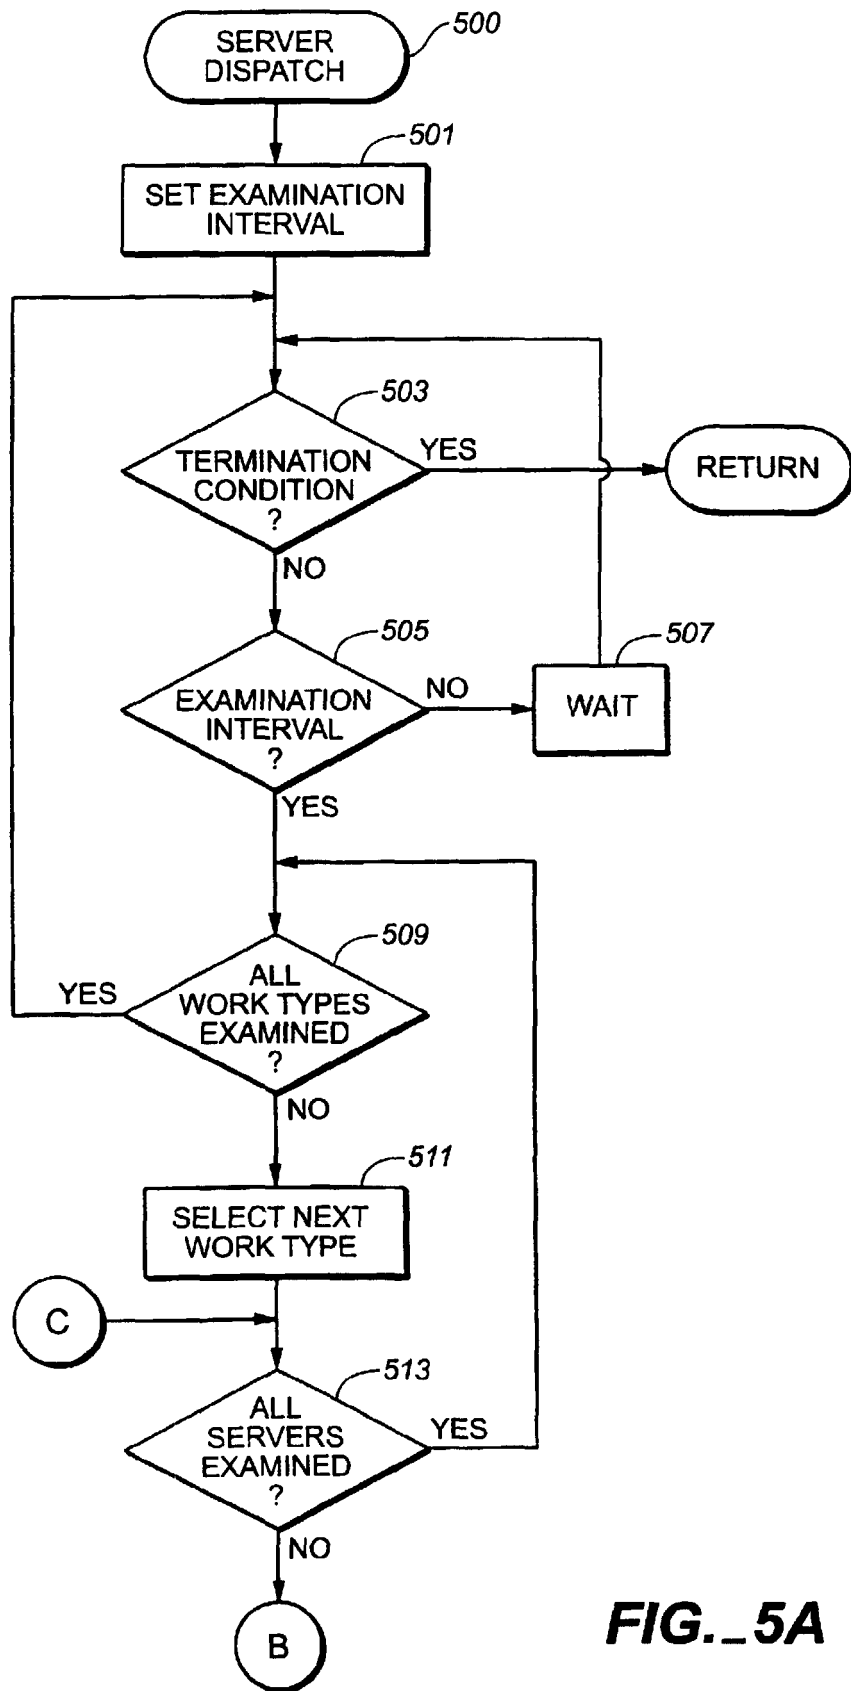 SERVER
DISPATCH
500
501
SET EXAMINATION
INTERVAL
503
TERMINATION
CONDITION
?
YES
RETURN
NO
505
EXAMINATION
INTERVAL
?
NO
507
WAIT
YES
509
ALL
WORK TYPES
EXAMINED
?
YES
NO
511
SELECT NEXT
WORK TYPE
C
513
ALL
SERVERS
EXAMINED
?
YES
NO
B
FIG._5A